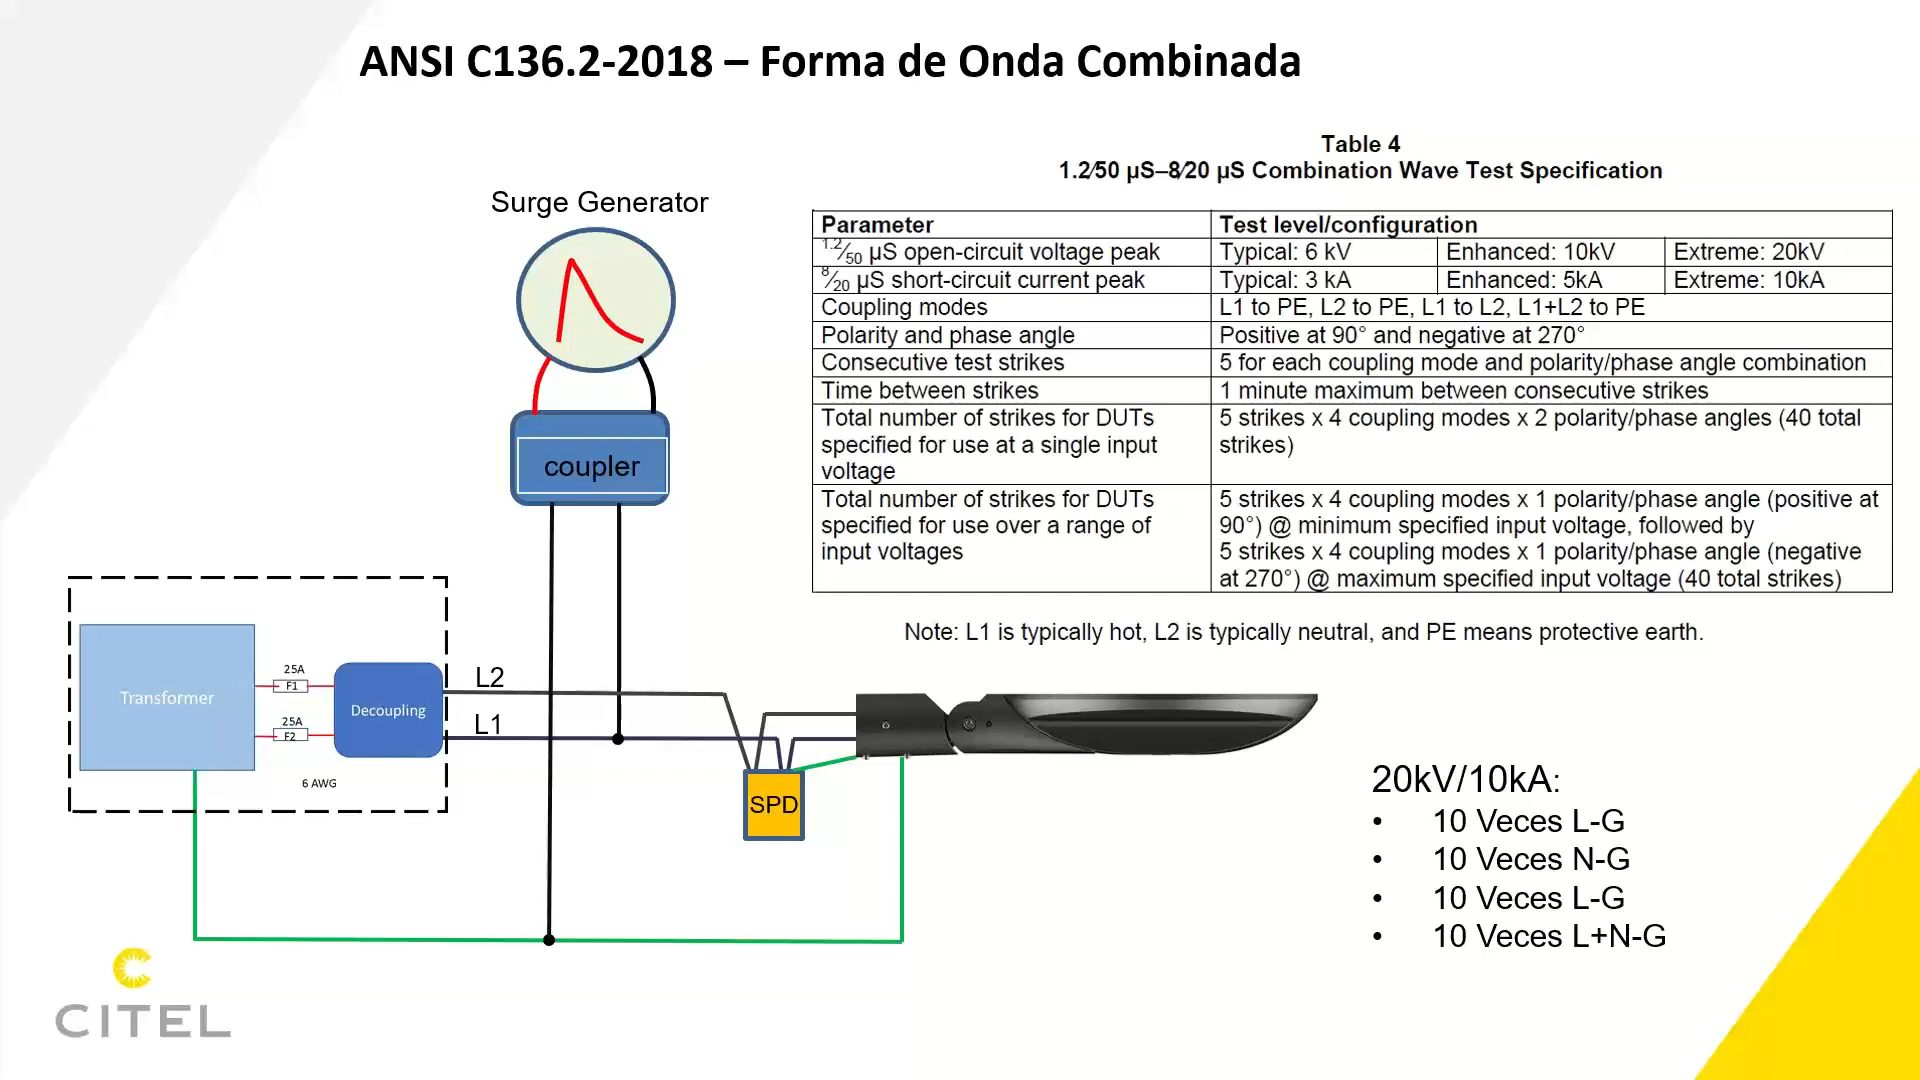 ANSI C136.2-2018 – Forma de Onda Combinada
Table 4
1.2⁄50 µS–8⁄20 µS Combination Wave Test Specification
Parameter Test level/configuration
1.2⁄50 µS open-circuit voltage peak Typical: 6 kV Enhanced: 10kV Extreme: 20kV
8⁄20 µS short-circuit current peak Typical: 3 kA Enhanced: 5kA Extreme: 10kA
Coupling modes L1 to PE, L2 to PE, L1 to L2, L1+L2 to PE
Polarity and phase angle Positive at 90° and negative at 270°
Consecutive test strikes 5 for each coupling mode and polarity/phase angle combination
Time between strikes 1 minute maximum between consecutive strikes
Total number of strikes for DUTs
specified for use at a single input
voltage
5 strikes x 4 coupling modes x 2 polarity/phase angles (40 total
strikes)
Total number of strikes for DUTs
specified for use over a range of
input voltages
5 strikes x 4 coupling modes x 1 polarity/phase angle (positive at
90°) @ minimum specified input voltage, followed by
5 strikes x 4 coupling modes x 1 polarity/phase angle (negative
at 270°) @ maximum specified input voltage (40 total strikes)
Note: L1 is typically hot, L2 is typically neutral, and PE means protective earth.
Surge Generator
coupler
Transformer
25A
F1
25A
F2
6 AWG
Decoupling
L2
L1
SPD
20kV/10kA:
• 10 Veces L-G
• 10 Veces N-G
• 10 Veces L-G
• 10 Veces L+N-G
CITEL